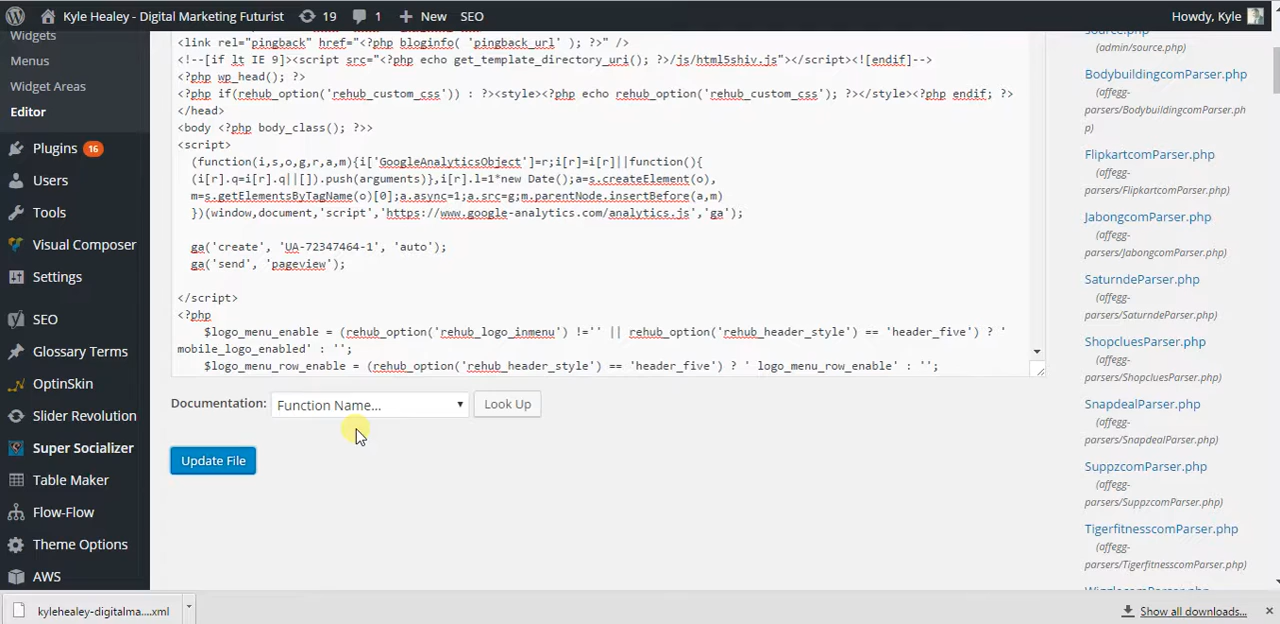 Kyle Healey - Digital Marketing Futurist 19 1 New SEO Howdy, Kyle
Widgets
Menus
Widget Areas
Editor
Plugins 16
Users
Tools
Visual Composer
Settings
SEO
Glossary Terms
OptinSkin
Slider Revolution
Super Socializer
Table Maker
Flow-Flow
Theme Options
AWS
<link rel="pingback" href="<?php bloginfo( 'pingback_url' ); ?>" />
<!--[if lt IE 9]><script src="<?php echo get_template_directory_uri(); ?>/js/html5shiv.js"></script><![endif]-->
<?php wp_head(); ?>
<?php if(rehub_option('rehub_custom_css')) : ?><style><?php echo rehub_option('rehub_custom_css'); ?></style><?php endif; ?>
</head>
<body <?php body_class(); ?>>
<script>
(function(i,s,o,g,r,a,m){i['GoogleAnalyticsObject']=r;i[r]=i[r]||function(){
(i[r].q=i[r].q||[]).push(arguments)},i[r].l=1*new Date();a=s.createElement(o),
m=s.getElementsByTagName(o)[0];a.async=1;a.src=g;m.parentNode.insertBefore(a,m)
})(window,document,'script','https://www.google-analytics.com/analytics.js','ga');
ga('create', 'UA-72347464-1', 'auto');
ga('send', 'pageview');
</script>
<?php
$logo_menu_enable = (rehub_option('rehub_logo_inmenu') !='' || rehub_option('rehub_header_style') == 'header_five') ? '
mobile_logo_enabled' : '';
$logo_menu_row_enable = (rehub_option('rehub_header_style') == 'header_five') ? ' logo_menu_row_enable' : '';
Documentation: Function Name... Look Up
Update File
source.php
(admin/source.php)
BodybuildingcomParser.php
(affegg-
parsers/BodybuildingcomParser.ph
p)
FlipkartcomParser.php
(affegg-
parsers/FlipkartcomParser.php)
JabongcomParser.php
(affegg-
parsers/JabongcomParser.php)
SaturndeParser.php
(affegg-
parsers/SaturndeParser.php)
ShopcluesParser.php
(affegg-
parsers/ShopcluesParser.php)
SnapdealParser.php
(affegg-
parsers/SnapdealParser.php)
SuppzcomParser.php
(affegg-
parsers/SuppzcomParser.php)
TigerfitnesscomParser.php
(affegg-
parsers/TigerfitnesscomParser.php)
kylehealey-digitalma....xml
Show all downloads...